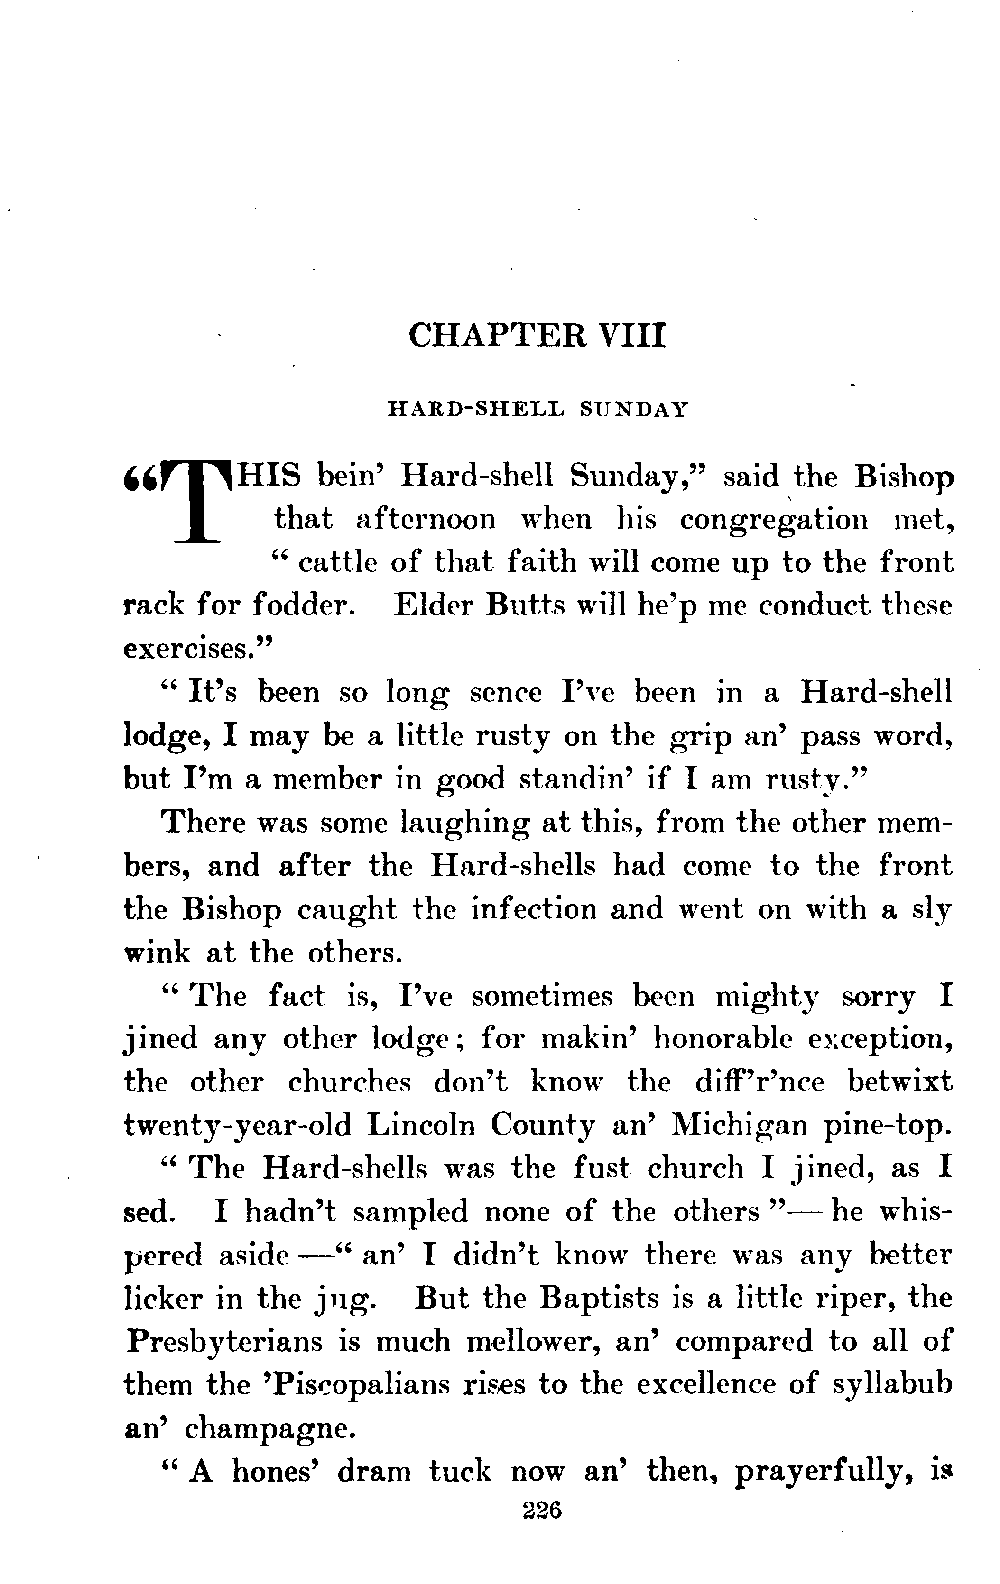 CHAPTER VIII
HARD-SHELL SUNDAY
“THIS bein’ Hard-shell Sunday,” said the Bishop
that afternoon when his congregation met,
“ cattle of that faith will come up to the front
rack for fodder. Elder Butts will he’p me conduct these
exercises.”
“ It’s been so long sence I’ve been in a Hard-shell
lodge, I may be a little rusty on the grip an’ pass word,
but I’m a member in good standin’ if I am rusty.”
There was some laughing at this, from the other mem-
bers, and after the Hard-shells had come to the front
the Bishop caught the infection and went on with a sly
wink at the others.
“ The fact is, I’ve sometimes been mighty sorry I
jined any other lodge; for makin’ honorable exception,
the other churches don’t know the diff’r’nce betwixt
twenty-year-old Lincoln County an’ Michigan pine-top.
“ The Hard-shells was the fust church I jined, as I
sed. I hadn’t sampled none of the others ”— he whis-
pered aside —“ an’ I didn’t know there was any better
licker in the jug. But the Baptists is a little riper, the
Presbyterians is much mellower, an’ compared to all of
them the ’Piscopalians rises to the excellence of syllabub
an’ champagne.
“ A hones’ dram tuck now an’ then, prayerfully, is
226